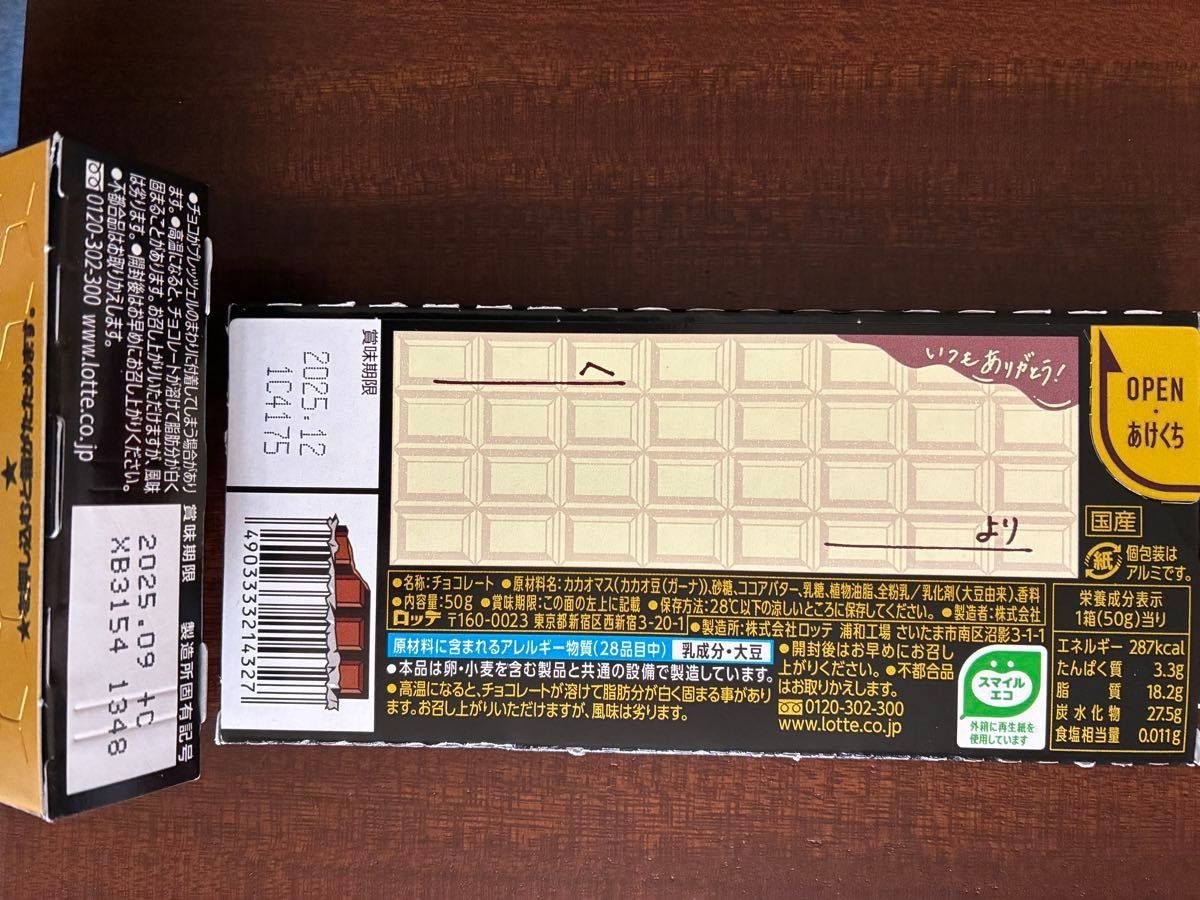 ●チョコがプレッツェルのまわりに付着してしまう場合があり
ます。●高温になると、チョコレートが溶けて脂肪分が白く
固まることがあります。お召し上がりいただけますが、風味
は劣ります。●開封後はお早めにお召し上がりください。
●不都合品はお取りかえします。
0120-302-300 www.lotte.co.jp
賞味期限
製造所固有記号
2025.09 +C
XB3154 1348
賞味期限
2025.12
1C4175
4903333214327
へ
いつもありがとう!
より
OPEN
・
あけくち
国産
紙
個包装は
アルミです。
●名称:チョコレート ●原材料名:カカオマス(カカオ豆(ガーナ))、砂糖、ココアバター、乳糖、植物油脂、全粉乳/乳化剤(大豆由来)、香料
●内容量:50g ●賞味期限:この面の左上に記載 ●保存方法:28℃以下の涼しいところに保存してください。 ●製造者:株式会社
ロッテ 〒160-0023 東京都新宿区西新宿3-20-1 ●製造所:株式会社ロッテ 浦和工場 さいたま市南区沼影3-1-1
原材料に含まれるアレルギー物質(28品目中) 乳成分・大豆
●本品は卵・小麦を含む製品と共通の設備で製造しています。
●高温になると、チョコレートが溶けて脂肪分が白く固まる事があり
ます。お召し上がりいただけますが、風味は劣ります。
●開封後はお早めにお召し
上がりください。 ●不都合品
はお取りかえします。
0120-302-300
www.lotte.co.jp
スマイル
エコ
外箱に再生紙を
使用しています
栄養成分表示
1箱(50g)当り
エネルギー 287kcal
たんぱく質 3.3g
脂質 18.2g
炭水化物 27.5g
食塩相当量 0.011g